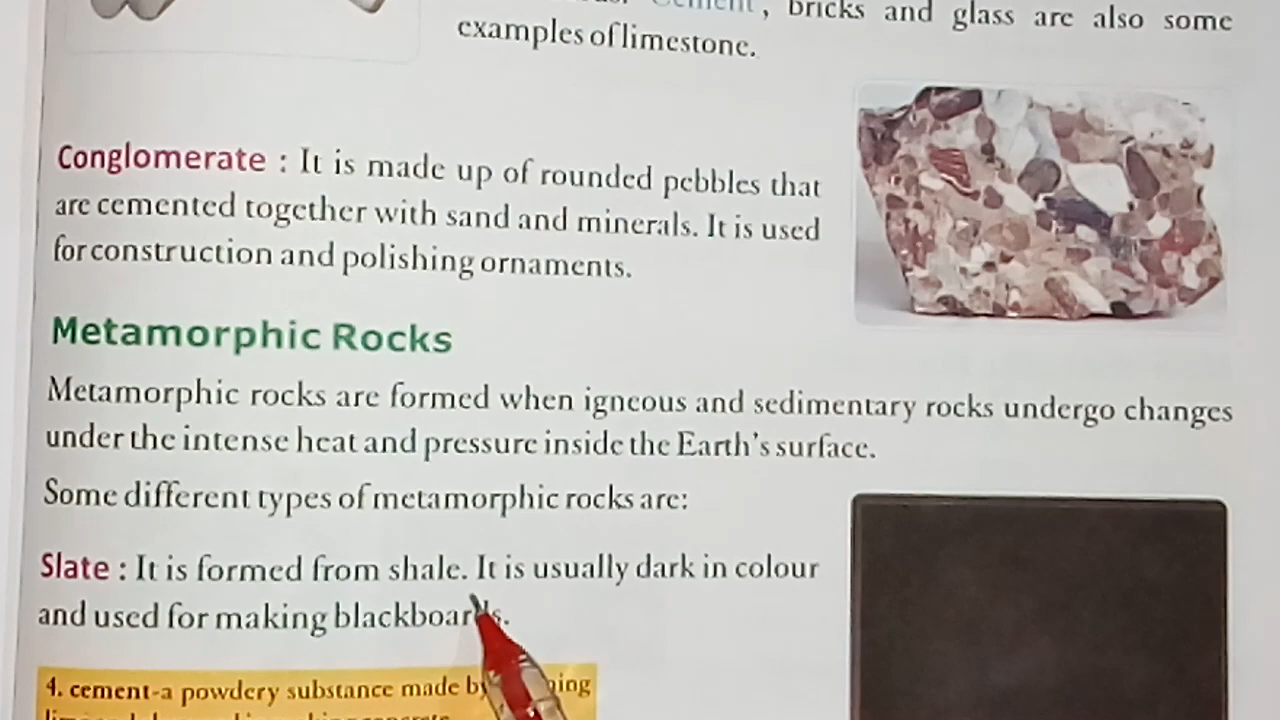 Cement, bricks and glass are also some
examples of limestone.
Conglomerate : It is made up of rounded pebbles that
are cemented together with sand and minerals. It is used
for construction and polishing ornaments.
Metamorphic Rocks
Metamorphic rocks are formed when igneous and sedimentary rocks undergo changes
under the intense heat and pressure inside the Earth's surface.
Some different types of metamorphic rocks are:
Slate : It is formed from shale. It is usually dark in colour
and used for making blackboards.
4. cement-a powdery substance made by